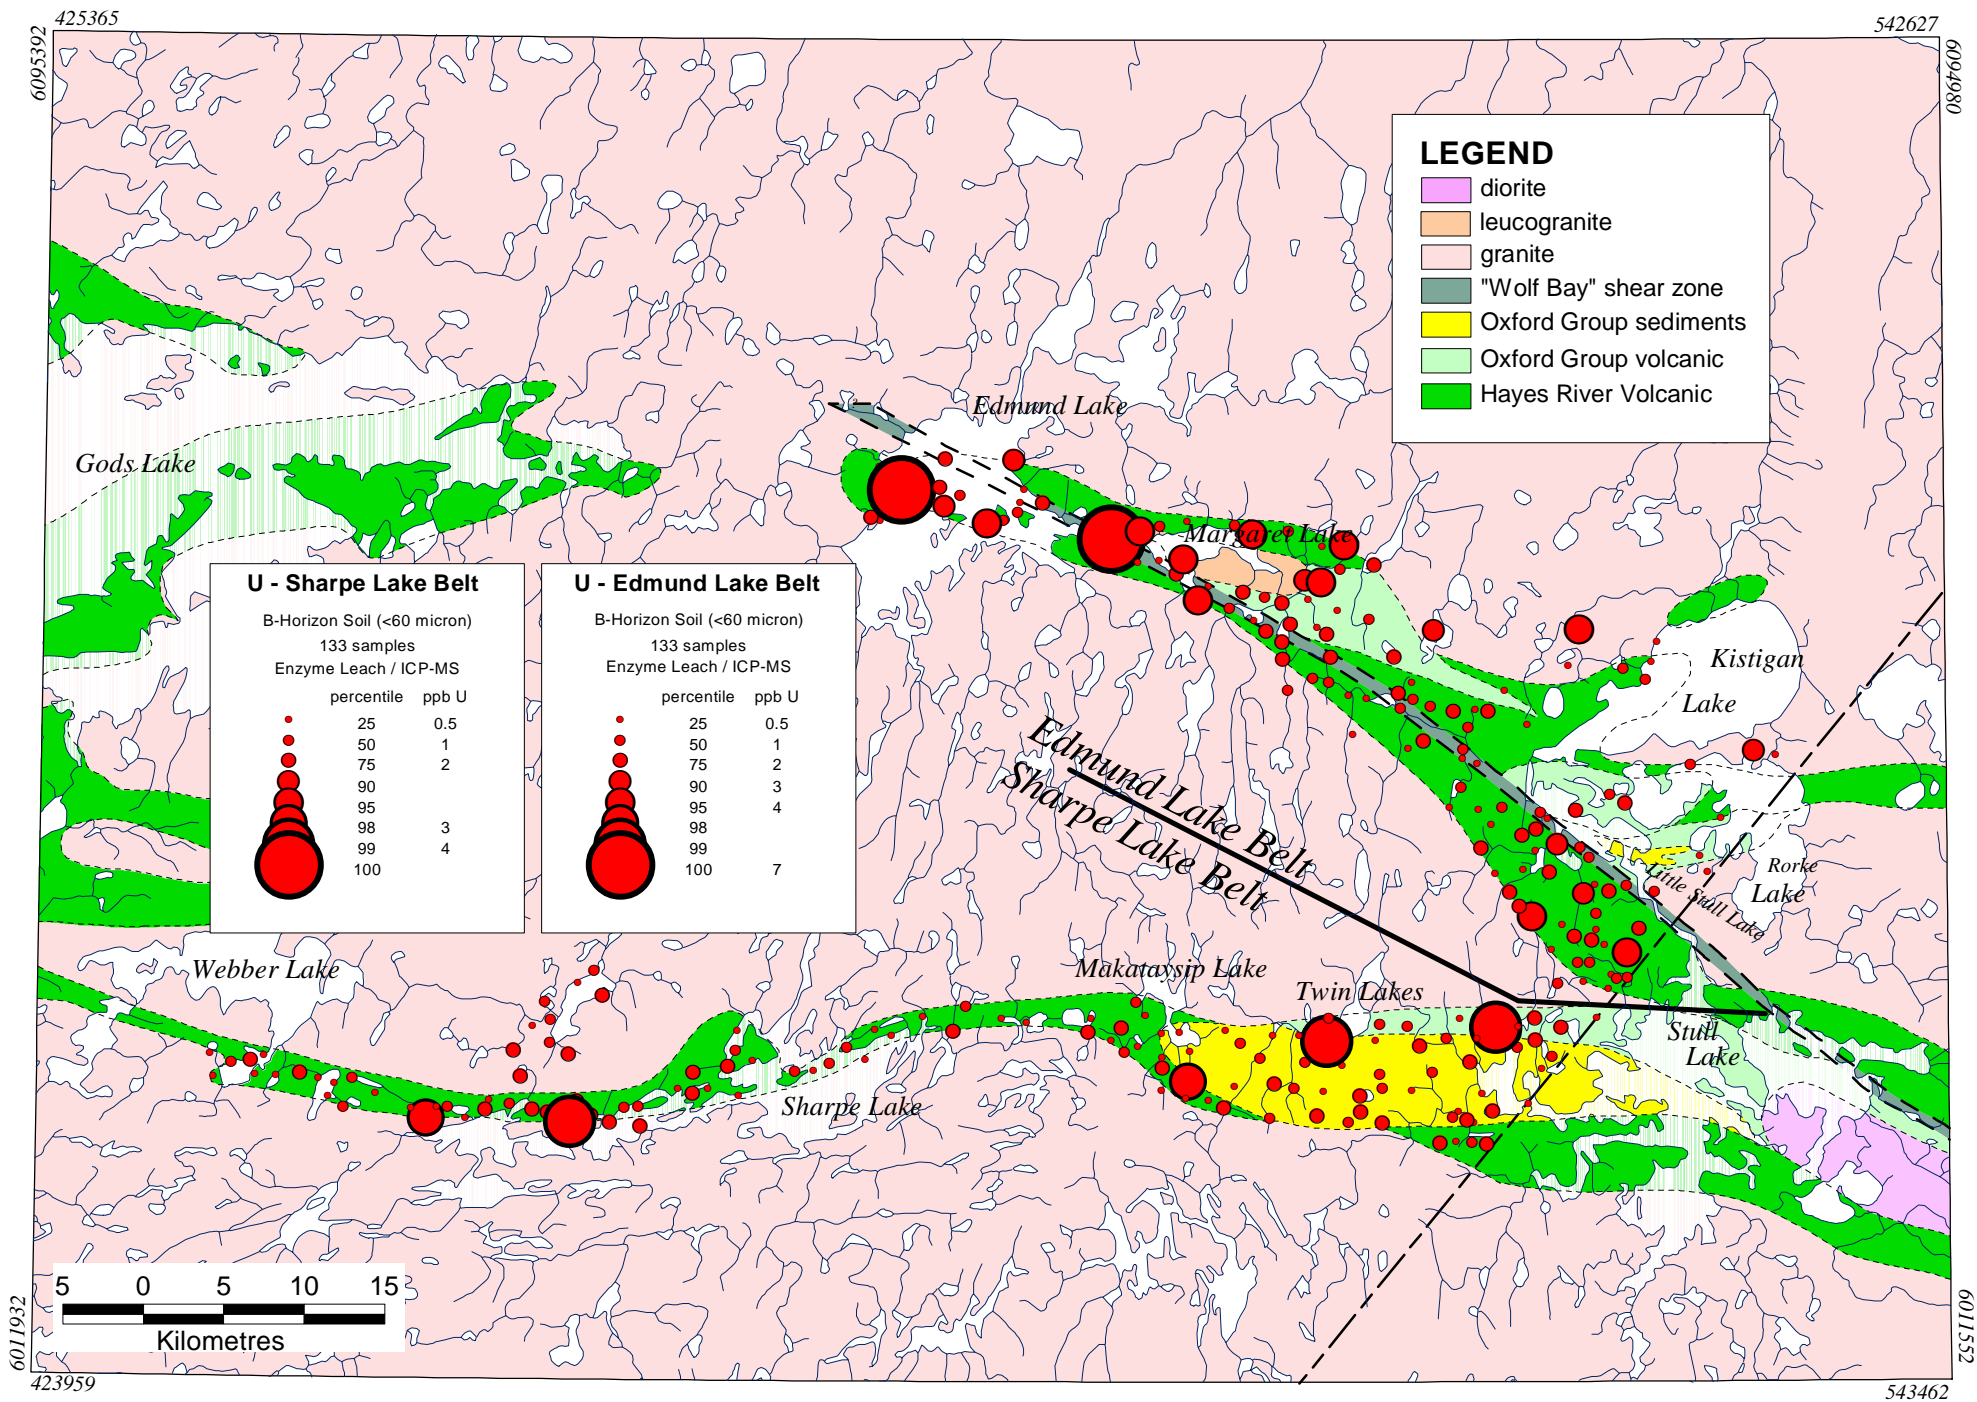 425365
542627
6095392
6094980
LEGEND
diorite
leucogranite
granite
"Wolf Bay" shear zone
Oxford Group sediments
Oxford Group volcanic
Hayes River Volcanic
Edmund Lake
Gods Lake
Margaret Lake
U - Sharpe Lake Belt
B-Horizon Soil (<60 micron)
133 samples
Enzyme Leach / ICP-MS
percentile ppb U
25 0.5
50 1
75 2
90
95
98 3
99 4
100
U - Edmund Lake Belt
B-Horizon Soil (<60 micron)
133 samples
Enzyme Leach / ICP-MS
percentile ppb U
25 0.5
50 1
75 2
90 3
95 4
98
99
100 7
Kistigan
Lake
Edmund Lake Belt
Sharpe Lake Belt
Rorke
Lake
Little Stull Lake
Webber Lake
Makataysip Lake
Twin Lakes
Stull
Lake
Sharpe Lake
5 0 5 10 15
Kilometres
6011932
423959
6011552
543462